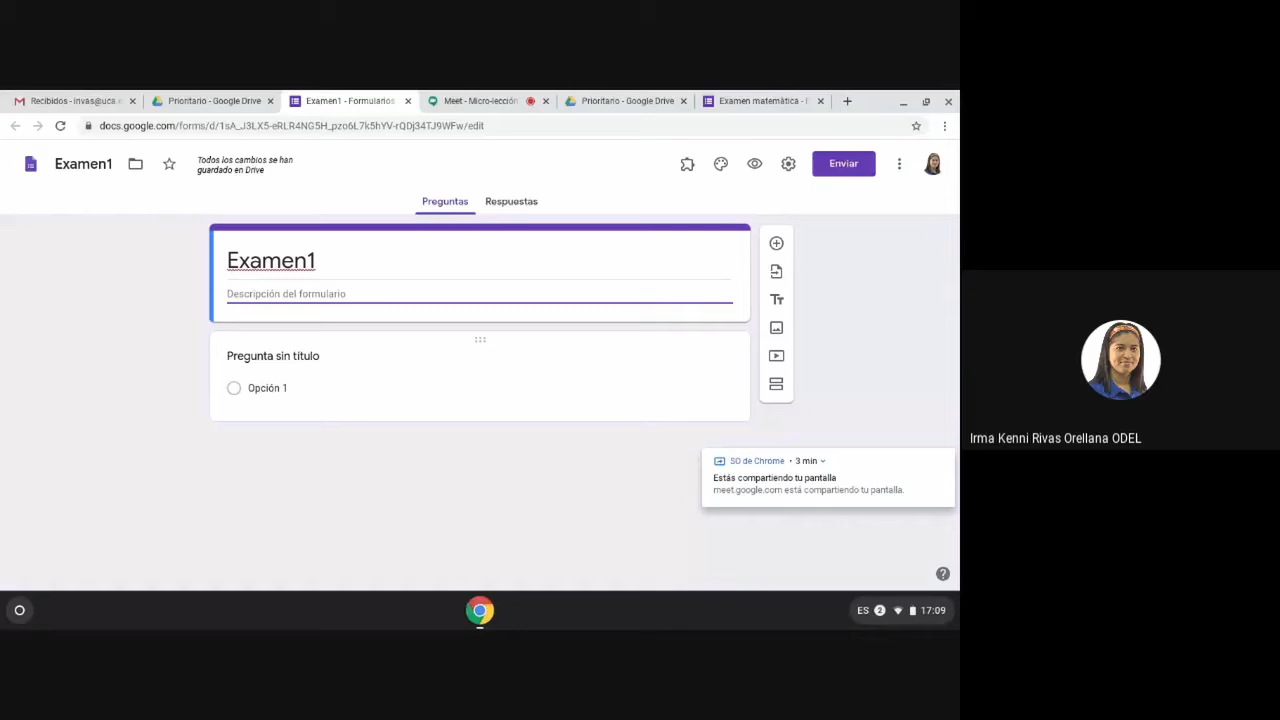 Recibidos - irivas@uca.e
Prioritario - Google Drive
Examen1 - Formularios
Meet - Micro-lección
Prioritario - Google Drive
Examen matemática - F
docs.google.com/forms/d/1sA_J3LX5-eRLR4NG5H_pzo6L7k5hYV-rQDj34TJ9WFw/edit
Examen1
Todos los cambios se han
guardado en Drive
Enviar
Preguntas
Respuestas
Examen1
Descripción del formulario
Pregunta sin título
Opción 1
SO de Chrome • 3 min
Estás compartiendo tu pantalla
meet.google.com está compartiendo tu pantalla.
Irma Kenni Rivas Orellana ODEL
ES 2 17:09